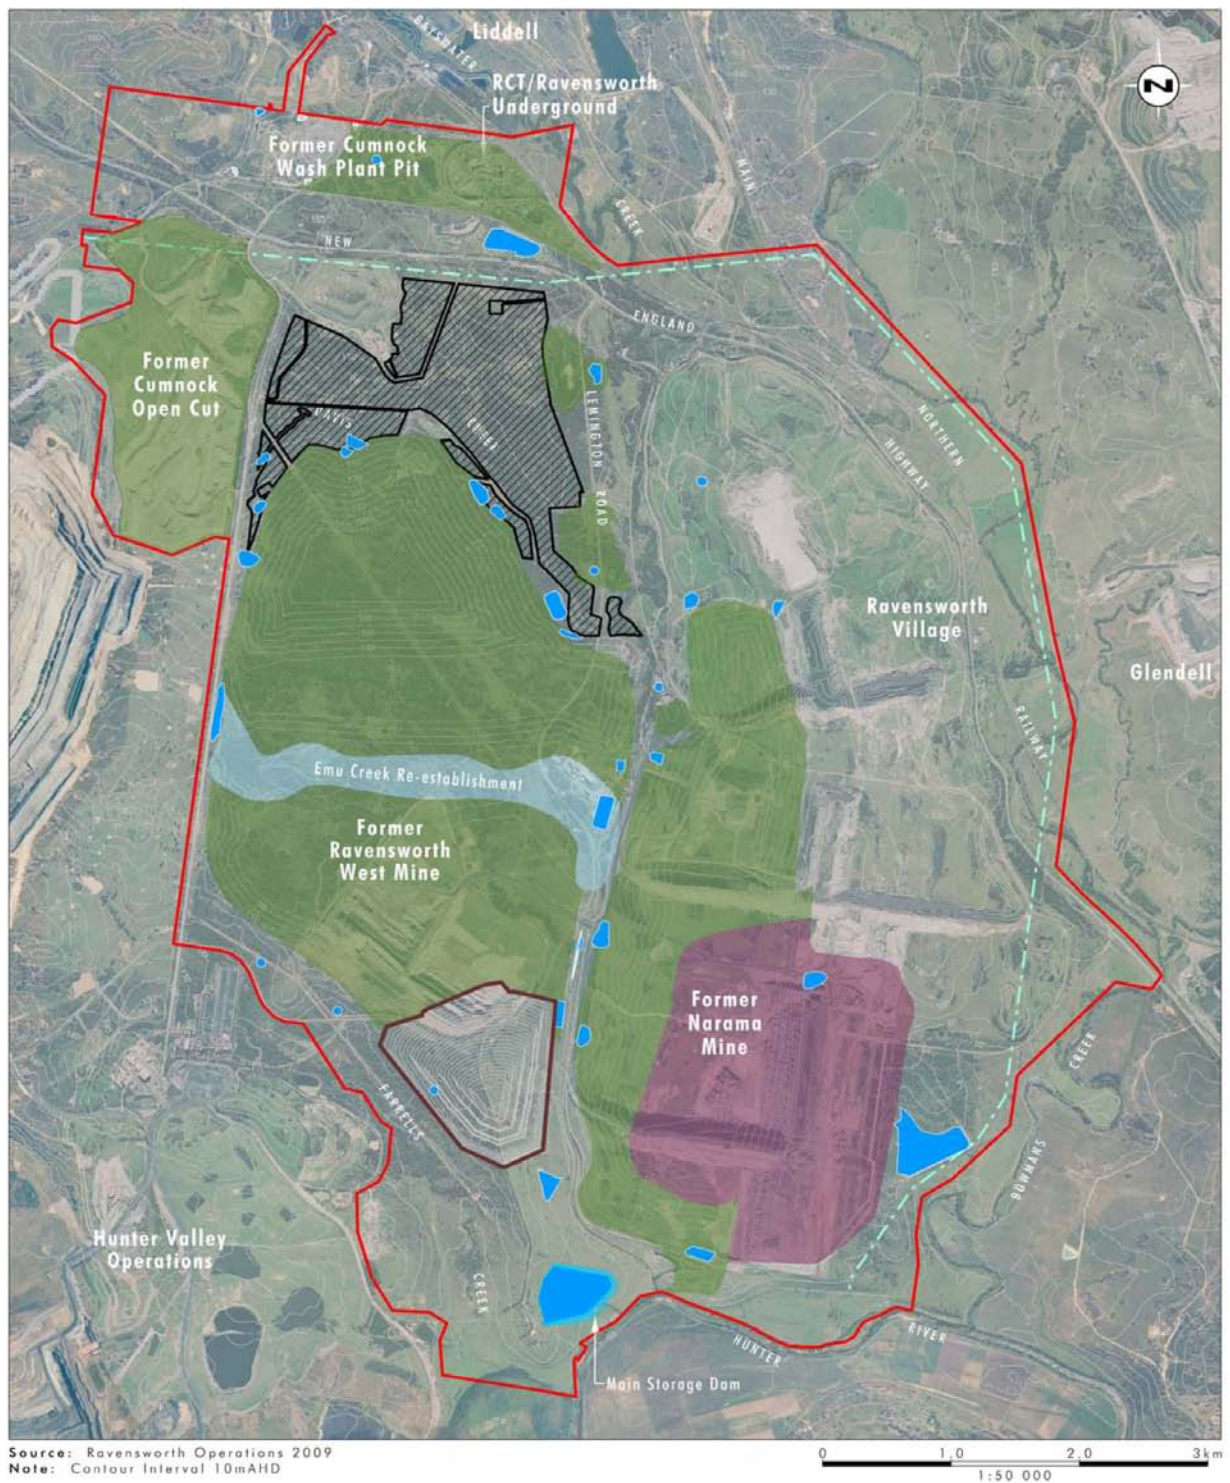 Liddell
BAYSWATER
RCT/Ravensworth
Underground
N
Former Cumnock
Wash Plant Pit
MAIN
CREEK
NEW
ENGLAND
Former
Cumnock
Open Cut
DAVIS
CREEK
LEMINGTON
ROAD
NORTHERN
HIGHWAY
Ravensworth
Village
Glendell
RAILWAY
Emu Creek Re-establishment
Former
Ravensworth
West Mine
Former
Narama
Mine
CREEK
BOWMANS
FARRELLS
Hunter Valley
Operations
CREEK
RIVER
HUNTER
Main Storage Dam
Source: Ravensworth Operations 2009
Note: Contour Interval 10mAHD
0 1,0 2,0 3km
1:50 000